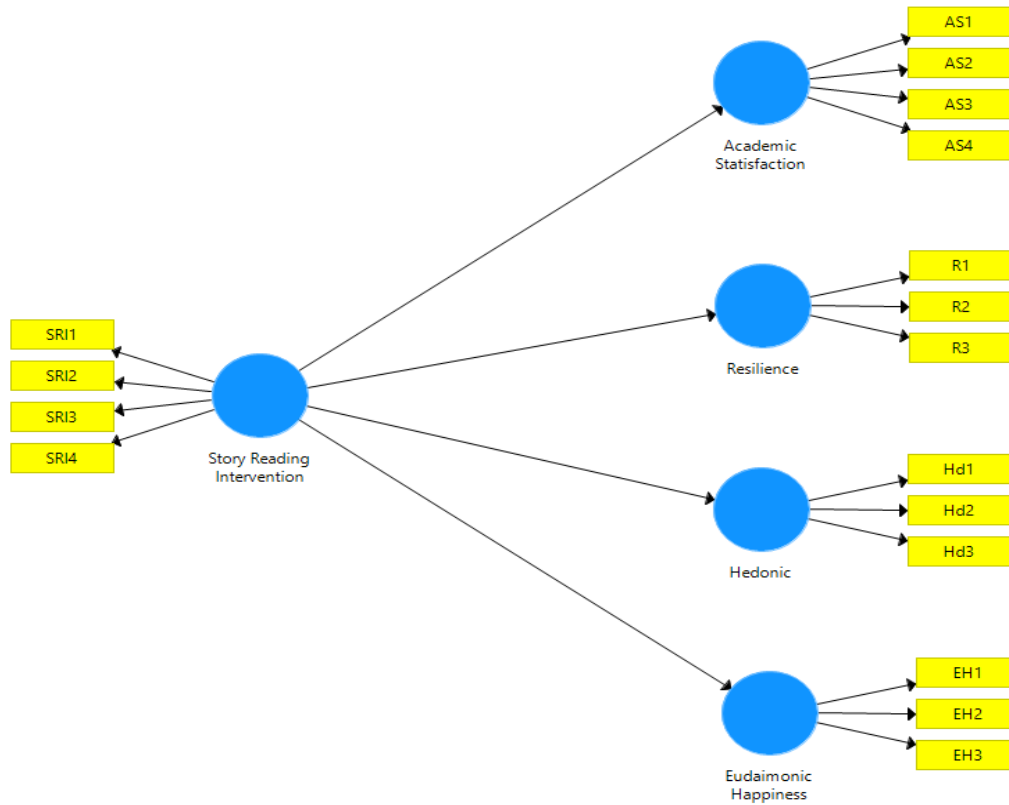 SRI1
SRI2
SRI3
SRI4
Story Reading
Intervention
Academic
Statisfaction
AS1
AS2
AS3
AS4
Resilience
R1
R2
R3
Hedonic
Hd1
Hd2
Hd3
Eudaimonic
Happiness
EH1
EH2
EH3